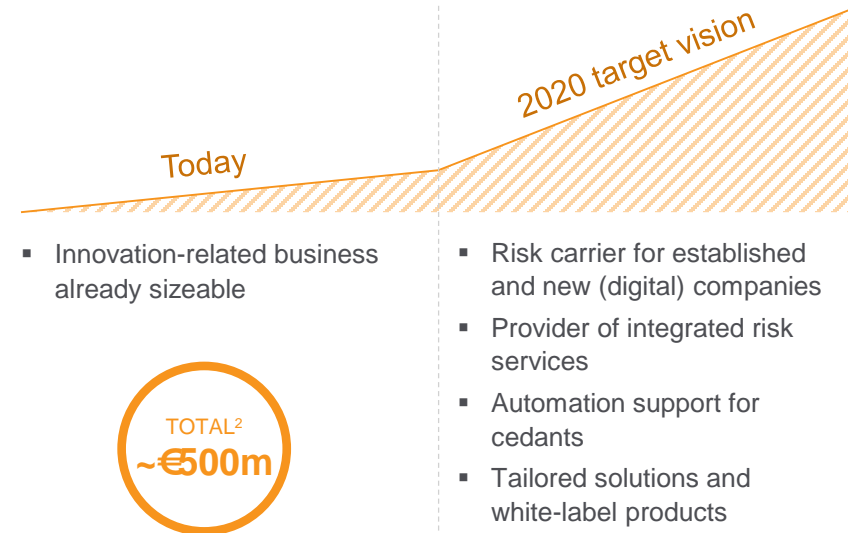 Today
2020 target vision
▪ Innovation-related business
already sizeable
TOTAL²
~€500m
▪ Risk carrier for established
and new (digital) companies
▪ Provider of integrated risk
services
▪ Automation support for
cedants
▪ Tailored solutions and
white-label products